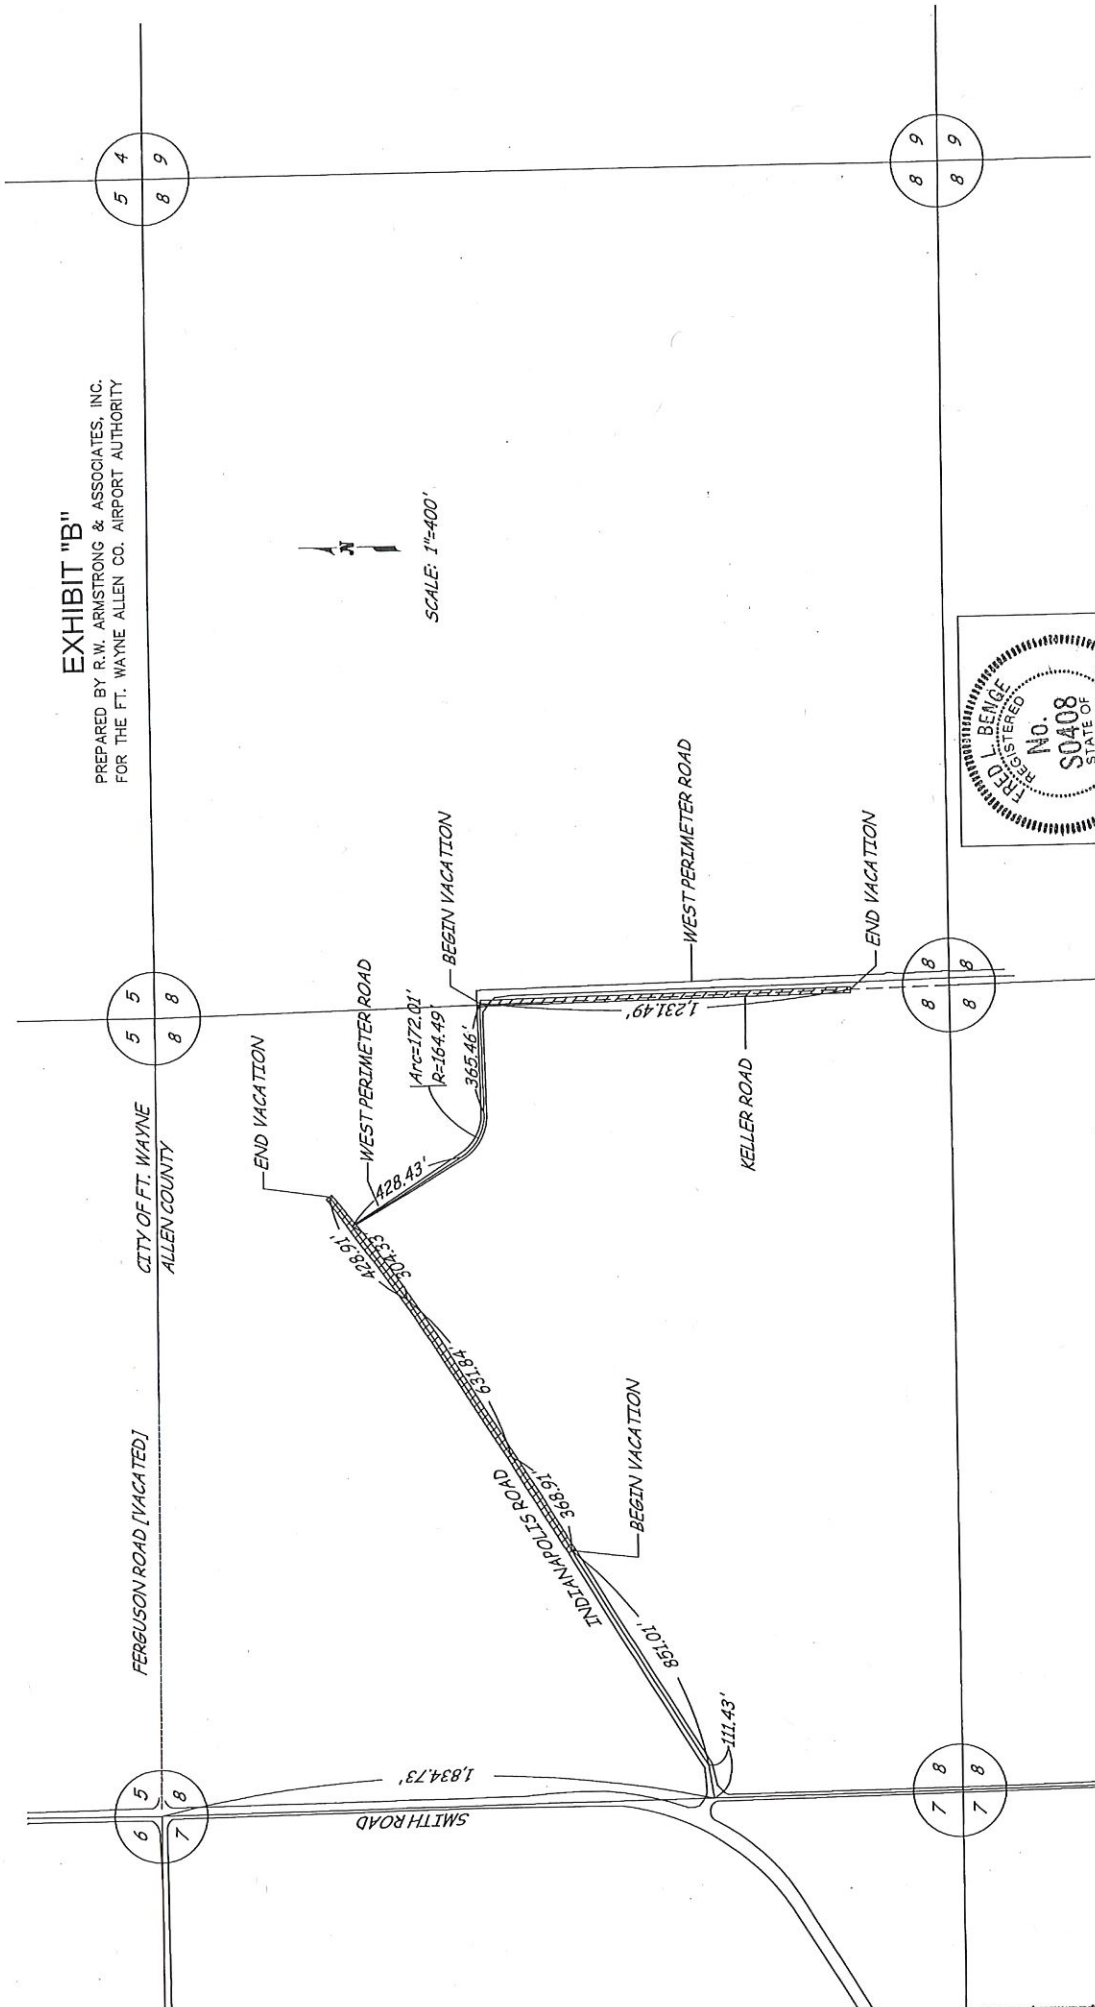 EXHIBIT "B"
PREPARED BY R.W. ARMSTRONG & ASSOCIATES, INC.
FOR THE FT. WAYNE ALLEN CO. AIRPORT AUTHORITY
6 5
7 8
FERGUSON ROAD [VACATED]
CITY OF FT. WAYNE
ALLEN COUNTY
5 5
8 8
5 4
8 9
N
SCALE: 1"=400'
SMITH ROAD
1,834.73'
111.43'
851.01'
BEGIN VACATION
INDIANAPOLIS ROAD
368.91'
631.84'
304.33
428.91'
END VACATION
428.43'
WEST PERIMETER ROAD
Arc=172.01'
R=164.49'
365.46'
BEGIN VACATION
1,231.49'
KELLER ROAD
WEST PERIMETER ROAD
END VACATION
7 8
7 8
8 8
8 8
8 9
8 9
FRED L. BENGE
REGISTERED
No.
S0408
STATE OF